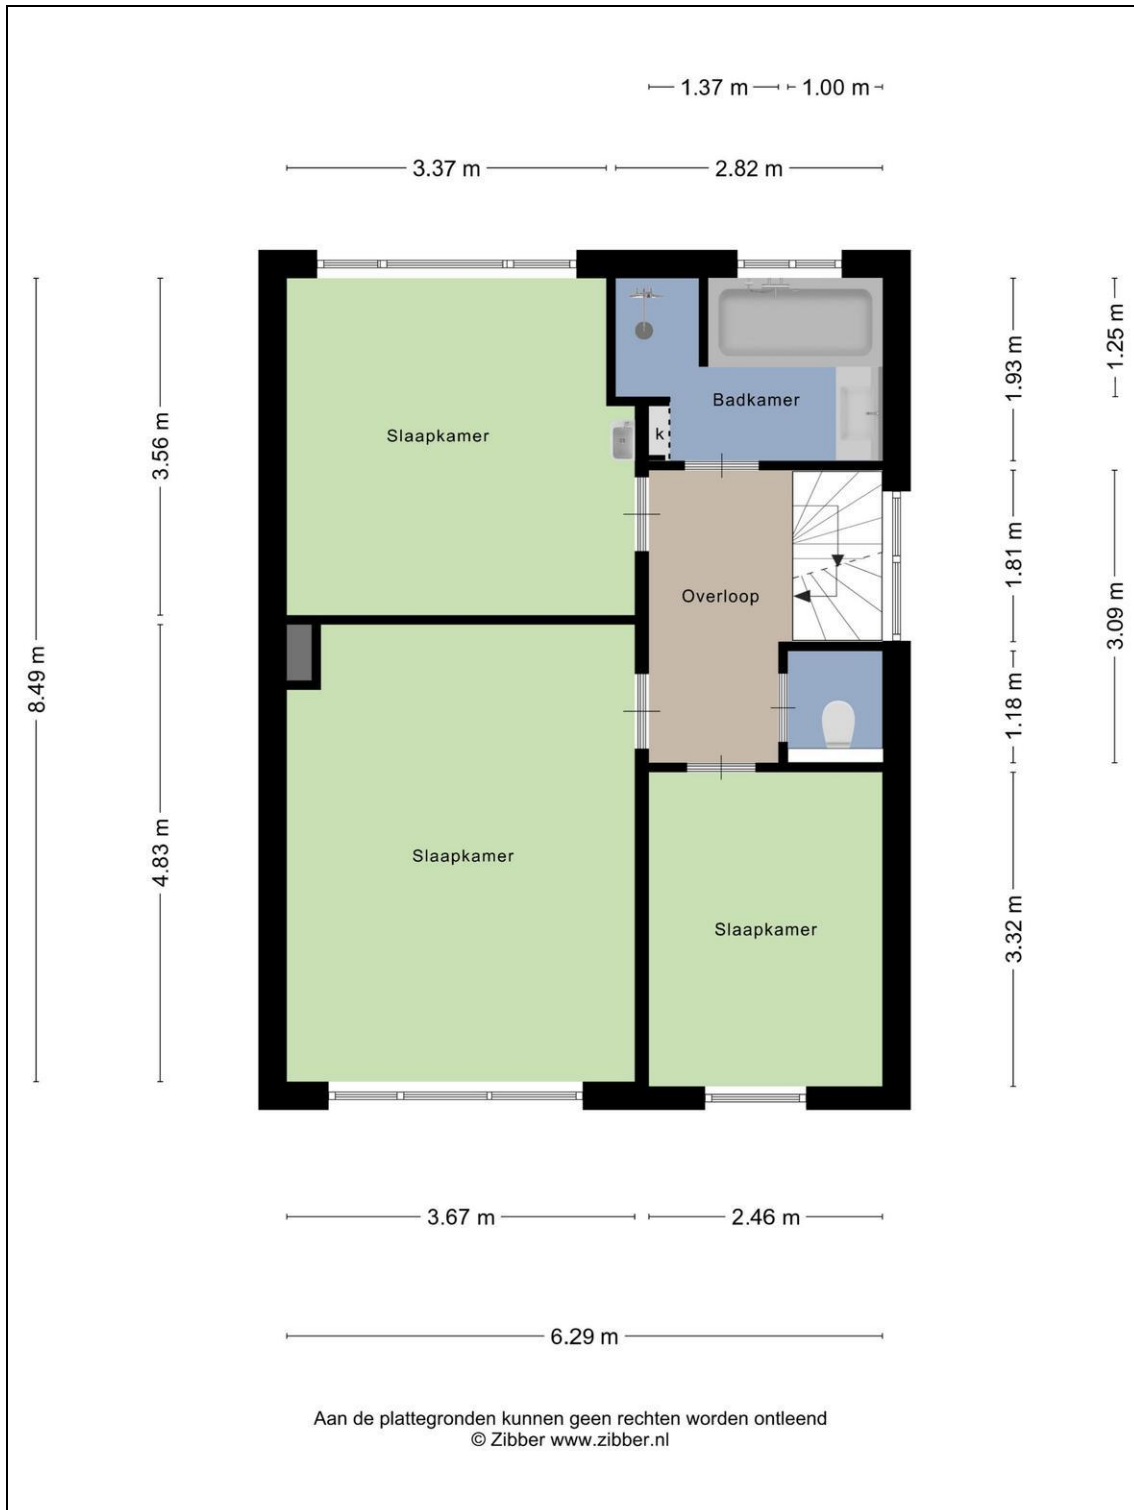 1.37 m
1.00 m
3.37 m
2.82 m
8.49 m
3.56 m
4.83 m
1.93 m
1.25 m
1.81 m
3.09 m
1.18 m
3.32 m
Slaapkamer
Badkamer
k
Overloop
Slaapkamer
Slaapkamer
3.67 m
2.46 m
6.29 m
Aan de plattegronden kunnen geen rechten worden ontleend
© Zibber www.zibber.nl